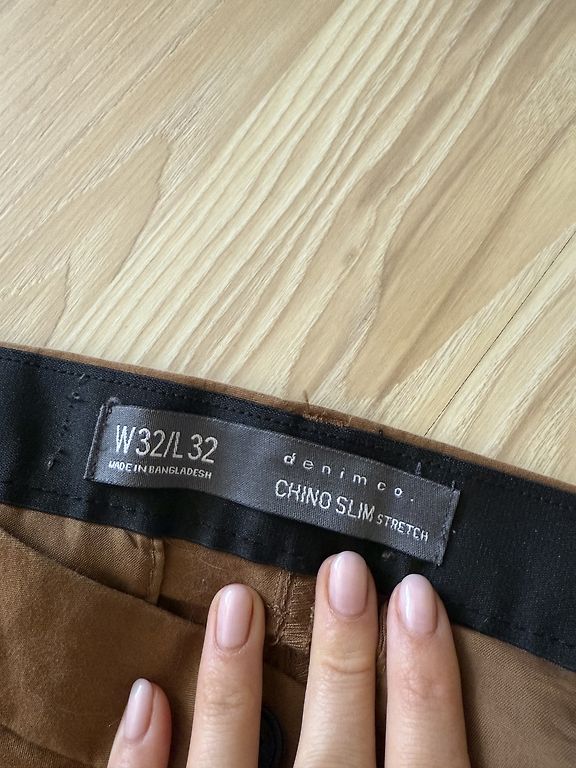 W32/L32
MADE IN BANGLADESH
denimco.
CHINO SLIM STRETCH